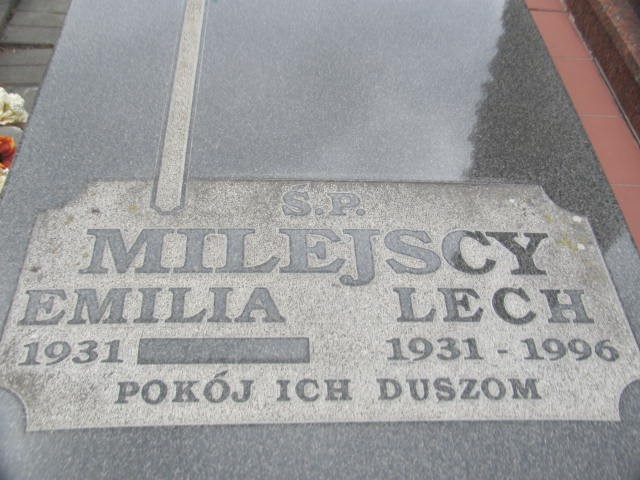 Ś.P.
MILEJSCY
EMILIA LECH
1931 1931 - 1996
POKÓJ ICH DUSZOM